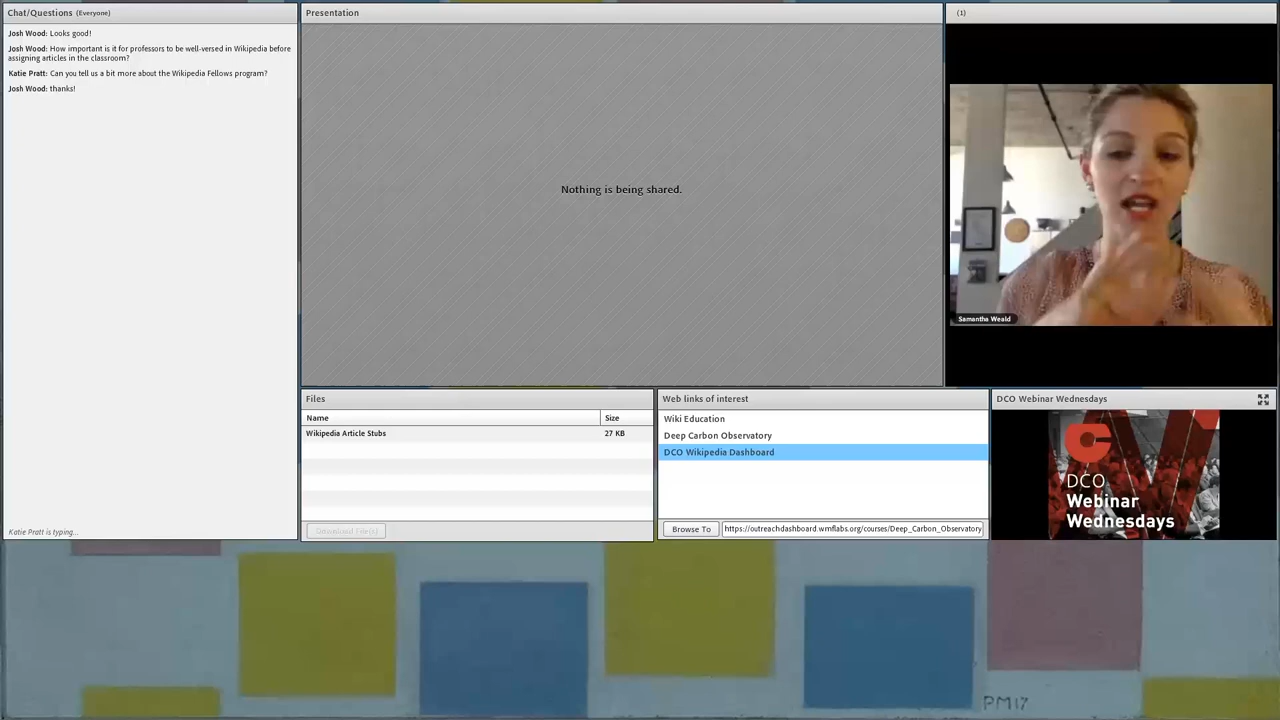 Chat/Questions (Everyone)
Josh Wood: Looks good!
Josh Wood: How important is it for professors to be well-versed in Wikipedia before
assigning articles in the classroom?
Katie Pratt: Can you tell us a bit more about the Wikipedia Fellows program?
Josh Wood: thanks!
Katie Pratt is typing...
Presentation
Nothing is being shared.
(1)
Samantha Weald
Files
Name Size
Wikipedia Article Stubs 27 KB
Download File(s)
Web links of interest
Wiki Education
Deep Carbon Observatory
DCO Wikipedia Dashboard
Browse To https://outreachdashboard.wmflabs.org/courses/Deep_Carbon_Observatory
DCO Webinar Wednesdays
DCO
Webinar
Wednesdays
PM17